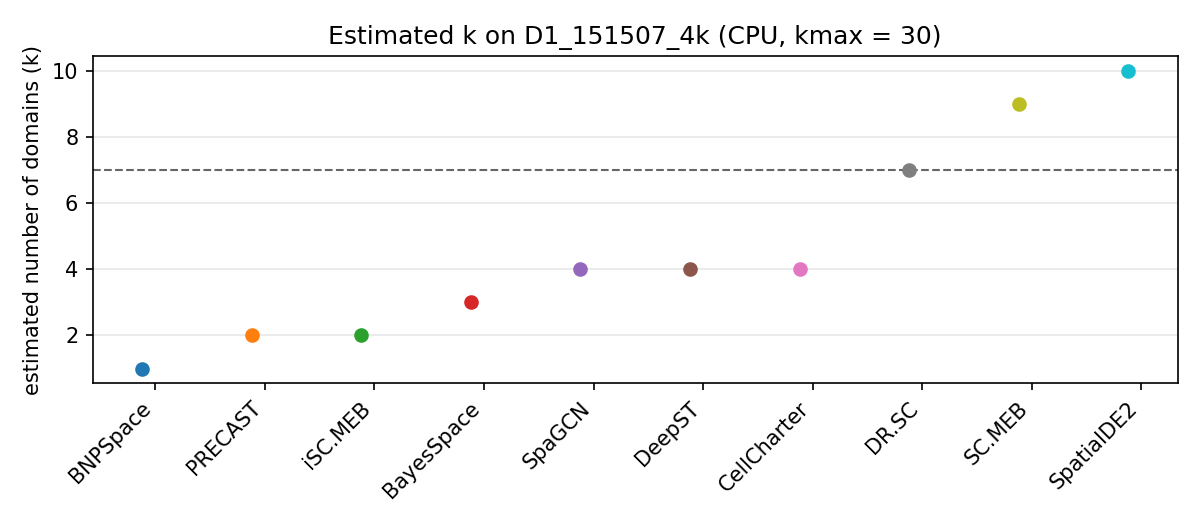 Estimated k on D1_151507_4k (CPU, kmax = 30)
estimated number of domains (k)
10
8
6
4
2
BNPSpace
PRECAST
iSC.MEB
BayesSpace
SpaGCN
DeepST
CellCharter
DR.SC
SC.MEB
SpatialDE2